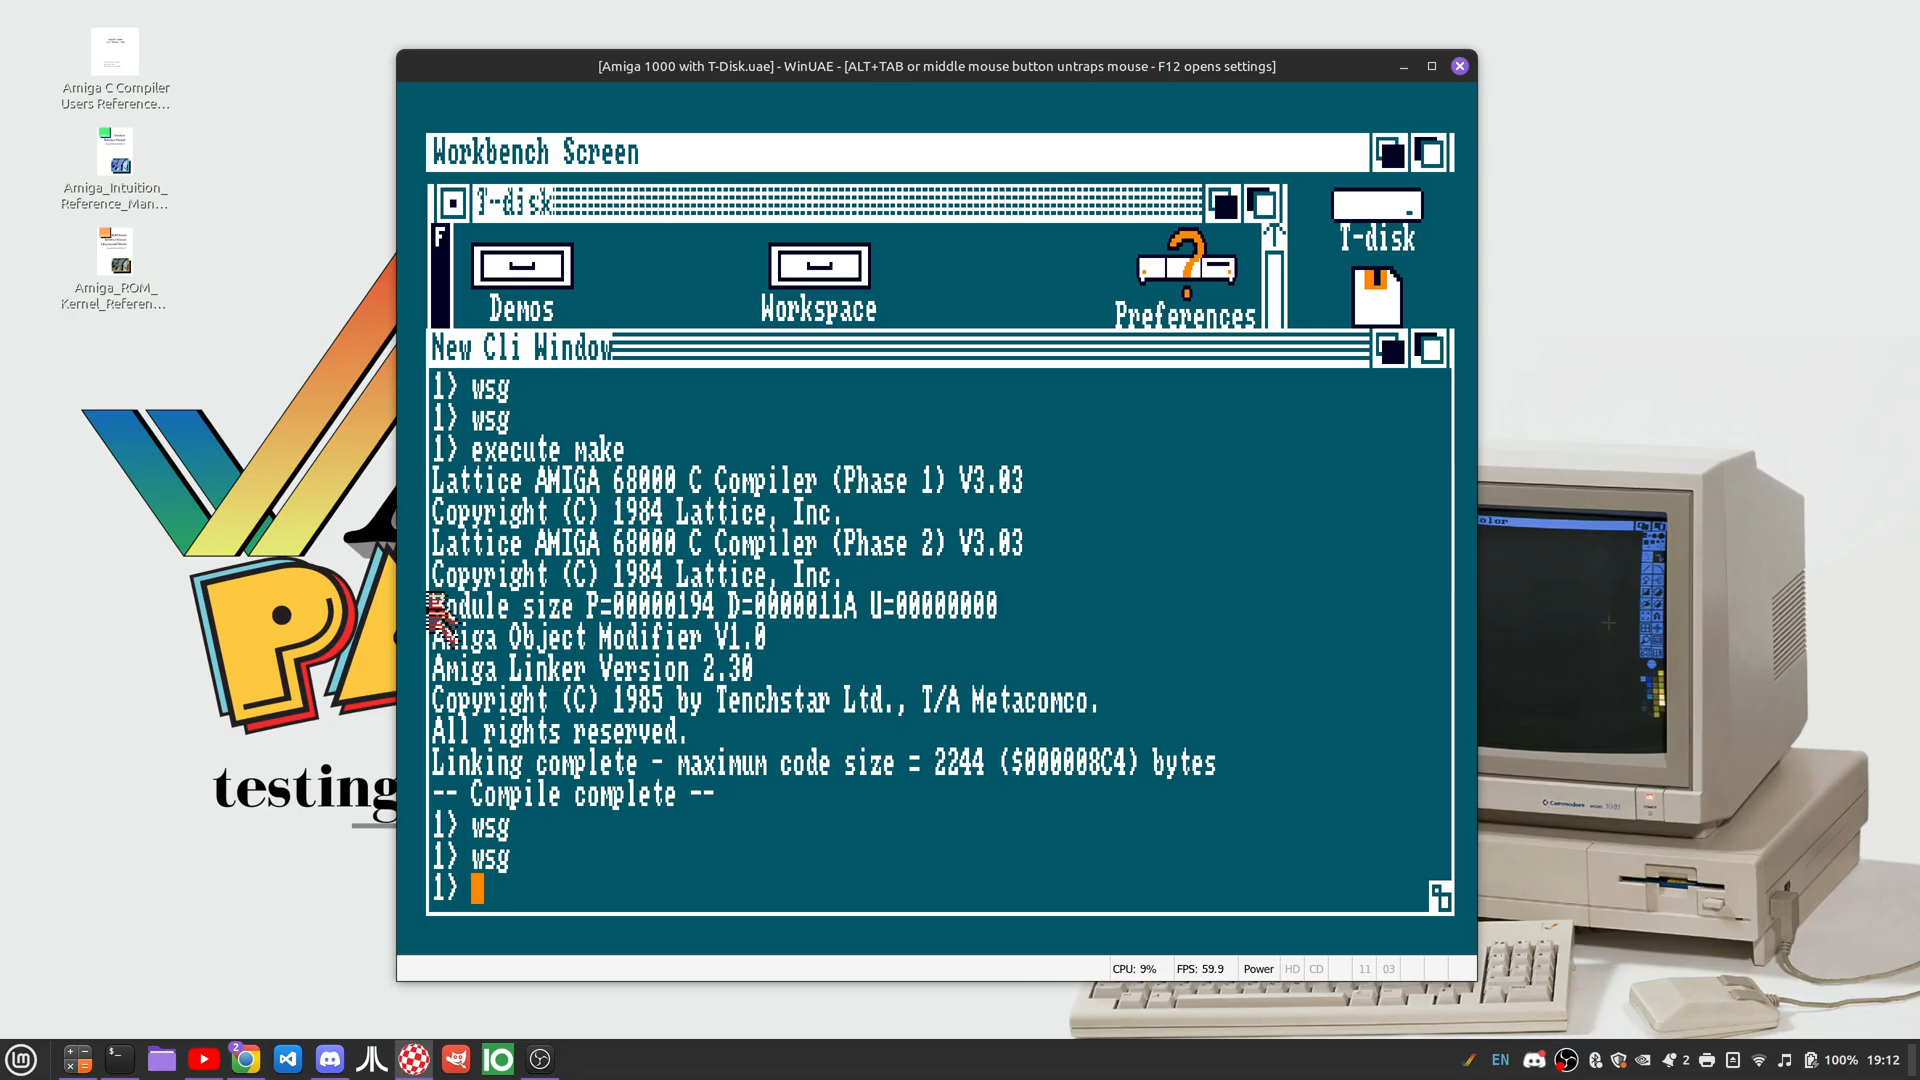 [Amiga 1000 with T-Disk.uae] - WinUAE - [ALT+TAB or middle mouse button untraps mouse - F12 opens settings]
Amiga C Compiler
Users Reference...
Amiga_Intuition_
Reference_Man...
Amiga_ROM_
Kernel_Referen...
Workbench Screen
T-disk
T-disk
F
Demos
Workspace
Preferences
New Cli Window
1> wsg
1> wsg
1> execute make
Lattice AMIGA 68000 C Compiler (Phase 1) V3.03
Copyright (C) 1984 Lattice, Inc.
Lattice AMIGA 68000 C Compiler (Phase 2) V3.03
Copyright (C) 1984 Lattice, Inc.
Module size P=00000194 D=0000011A U=00000000
Amiga Object Modifier V1.0
Amiga Linker Version 2.30
Copyright (C) 1985 by Tenchstar Ltd., T/A Metacomco.
All rights reserved.
Linking complete - maximum code size = 2244 ($000008C4) bytes
-- Compile complete --
1> wsg
1> wsg
1>
testing
Commodore 1081
CPU: 9%
FPS: 59.9
Power
HD
CD
11
03
2
EN
2
100%
19:12